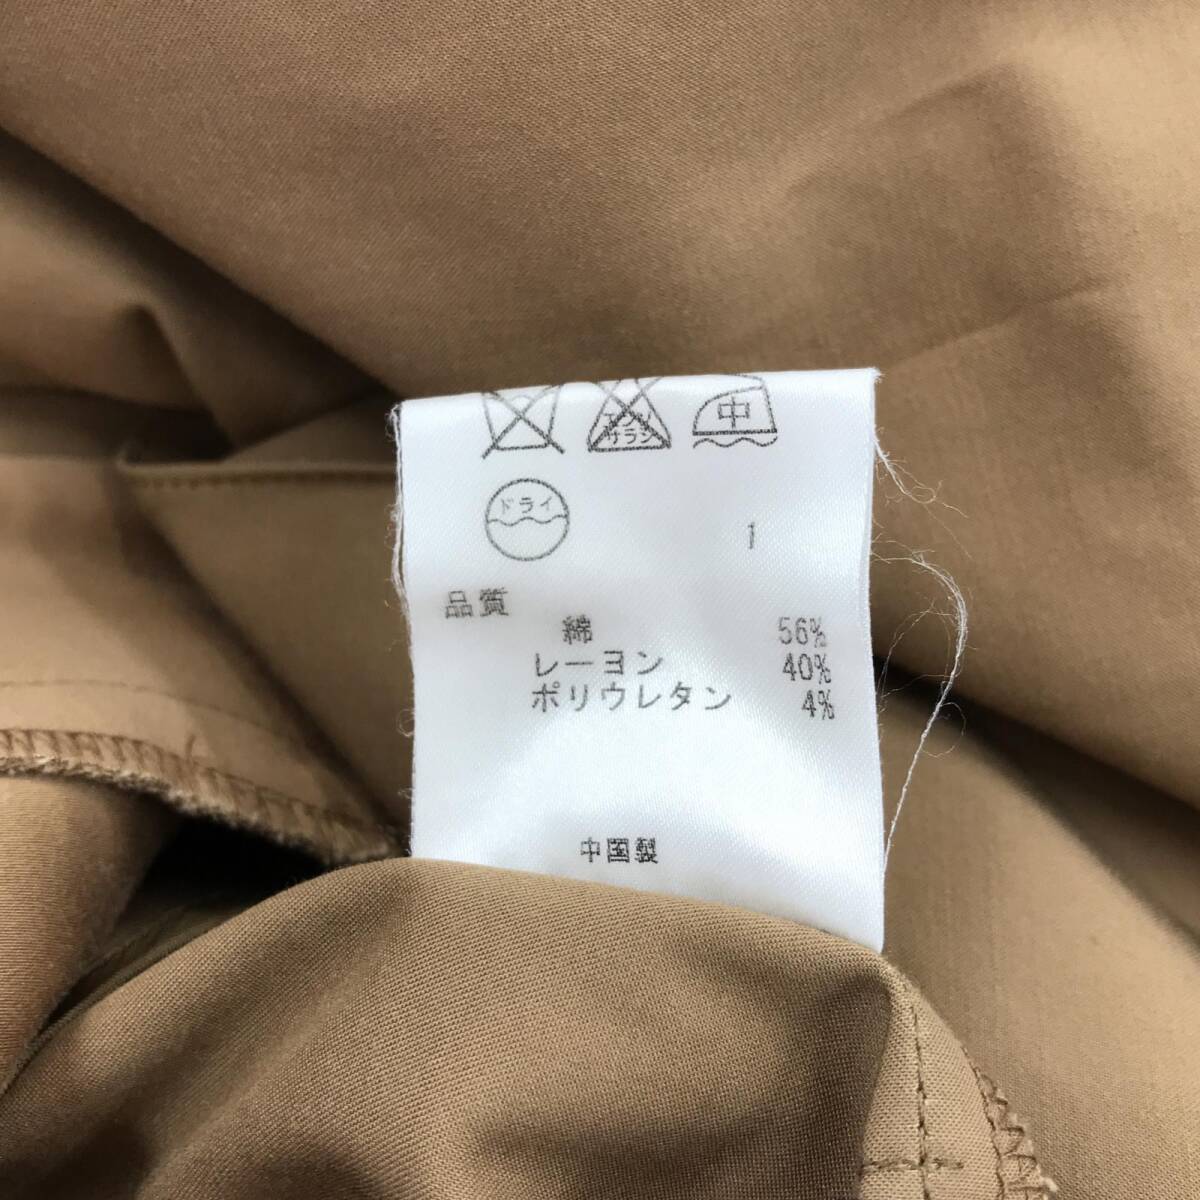 エンソ
サラシ
中
ドライ
1
品質
綿 56%
レーヨン 40%
ポリウレタン 4%
中国製